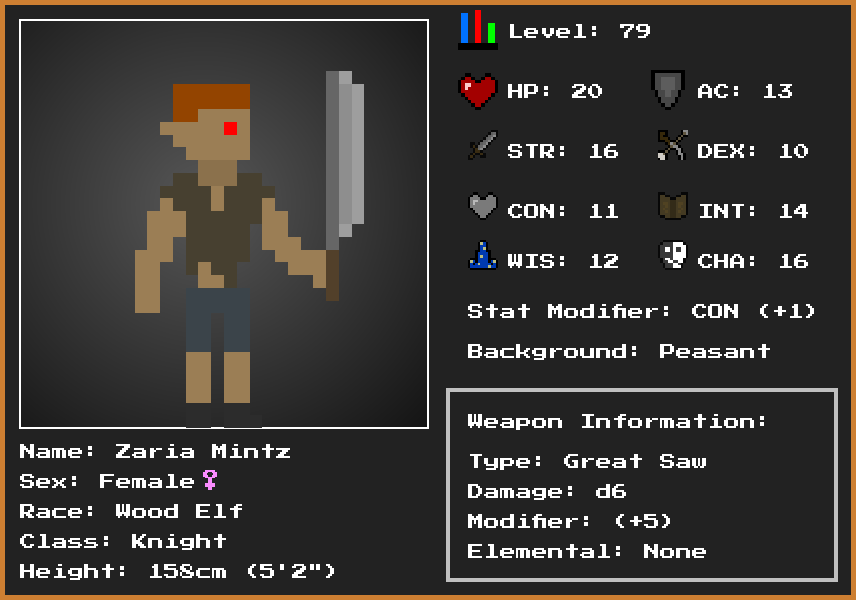 Level: 79
HP: 20 AC: 13
STR: 16 DEX: 10
CON: 11 INT: 14
WIS: 12 CHA: 16
Stat Modifier: CON (+1)
Background: Peasant
Weapon Information:
Type: Great Saw
Damage: d6
Modifier: (+5)
Elemental: None
Name: Zaria Mintz
Sex: Female♀
Race: Wood Elf
Class: Knight
Height: 158cm (5'2")